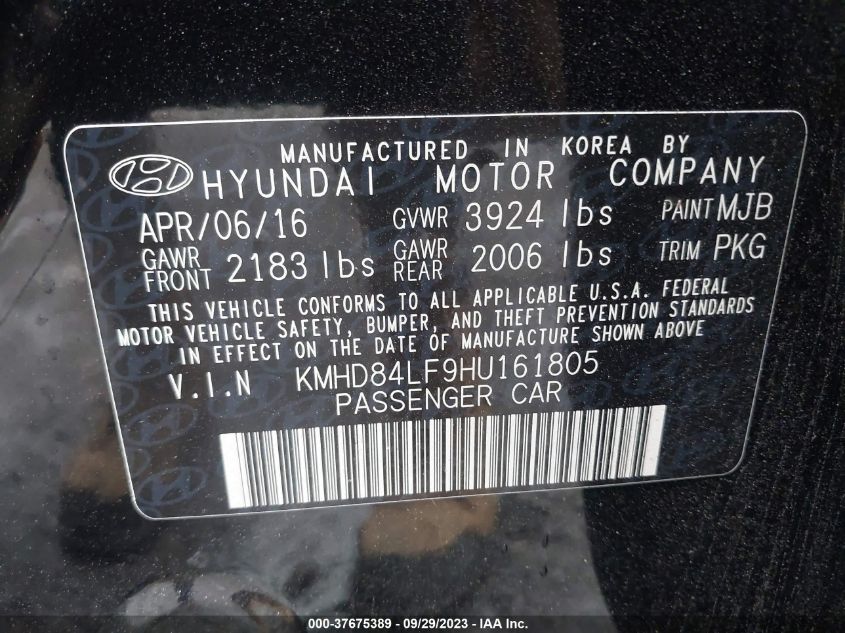 MANUFACTURED IN KOREA BY
HYUNDAI MOTOR COMPANY
APR/06/16 GVWR 3924 lbs PAINT MJB
GAWR FRONT 2183 lbs GAWR REAR 2006 lbs TRIM PKG
THIS VEHICLE CONFORMS TO ALL APPLICABLE U.S.A. FEDERAL
MOTOR VEHICLE SAFETY, BUMPER, AND THEFT PREVENTION STANDARDS
IN EFFECT ON THE DATE OF MANUFACTURE SHOWN ABOVE
V.I.N KMHD84LF9HU161805
PASSENGER CAR
000-37675389 - 09/29/2023 - IAA Inc.